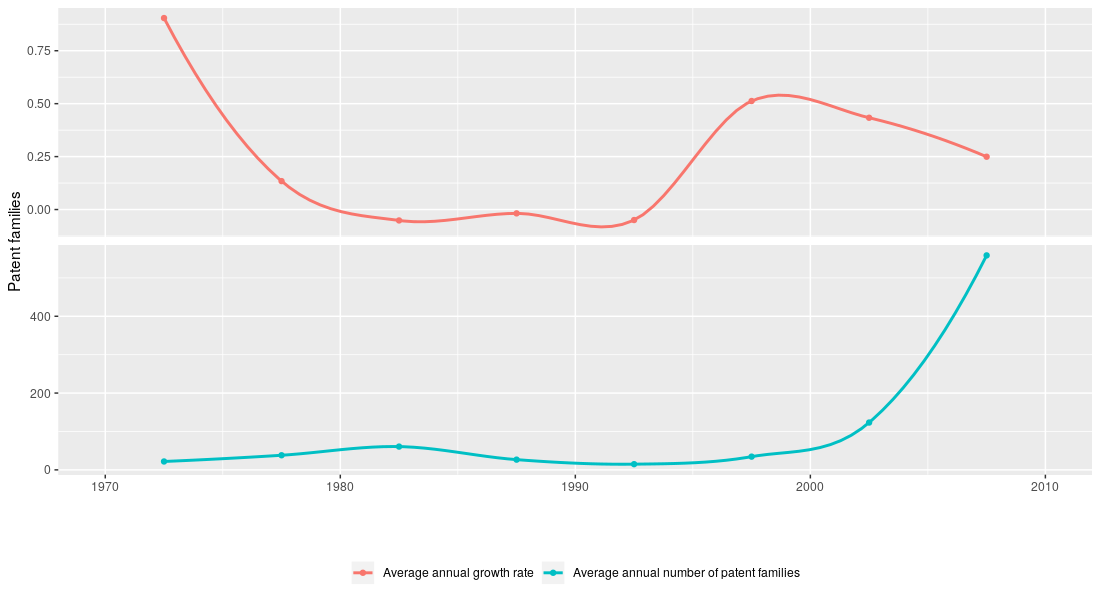 Patent families
0.75
0.50
0.25
0.00
400
200
0
1970 1980 1990 2000 2010
Average annual growth rate Average annual number of patent families